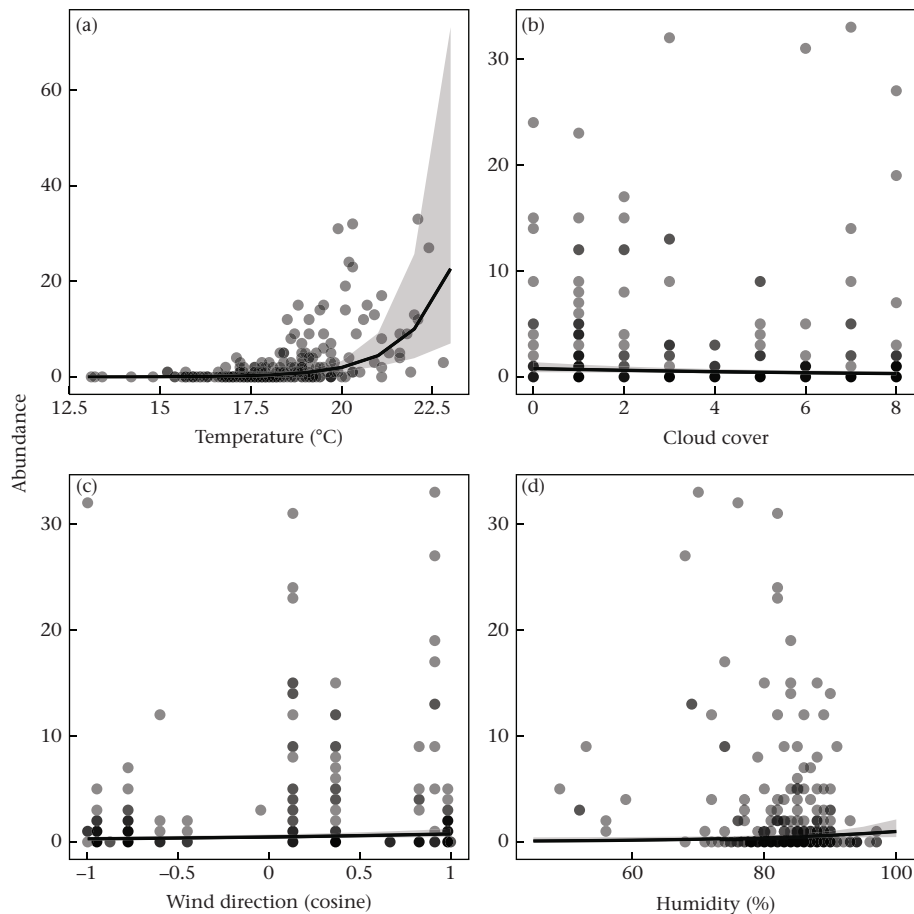 (a)
60
40
20
0
12.5 15 17.5 20 22.5
Temperature (°C)
(b)
30
20
10
0
0 2 4 6 8
Cloud cover
Abundance
(c)
30
20
10
0
−1 −0.5 0 0.5 1
Wind direction (cosine)
(d)
30
20
10
0
60 80 100
Humidity (%)